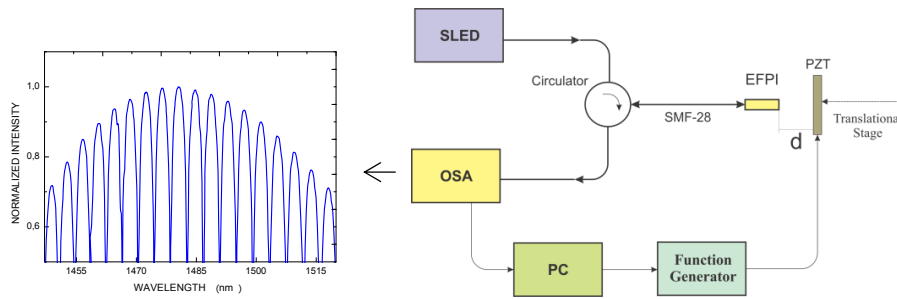 NORMALIZED INTENSITY
1,0
0,8
0,6
1455
1470
1485
1500
1515
WAVELENGTH (nm)
SLED
Circulator
EFPI
PZT
SMF-28
d
Translational
Stage
OSA
PC
Function
Generator